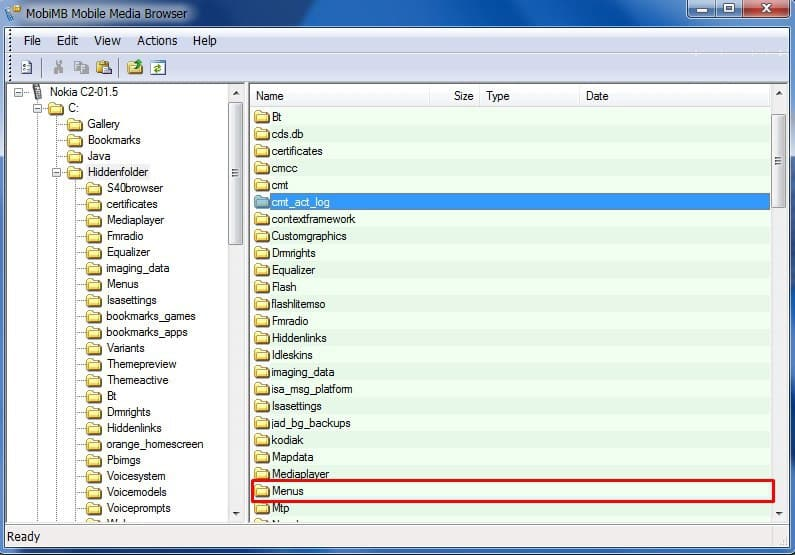 MobiMB Mobile Media Browser
File Edit View Actions Help
Nokia C2-01.5
C:
Gallery
Bookmarks
Java
Hiddenfolder
S40browser
certificates
Mediaplayer
Fmradio
Equalizer
imaging_data
Menus
Isasettings
bookmarks_games
bookmarks_apps
Variants
Themepreview
Themeactive
Bt
Drmrights
Hiddenlinks
orange_homescreen
Pbimgs
Voicesystem
Voicemodels
Voiceprompts
Name Size Type Date
Bt
cds.db
certificates
cmcc
cmt
cmt_act_log
contextframework
Customgraphics
Drmrights
Equalizer
Flash
flashlitemso
Fmradio
Hiddenlinks
Idleskins
imaging_data
isa_msg_platform
Isasettings
jad_bg_backups
kodiak
Mapdata
Mediaplayer
Menus
Mtp
Ready